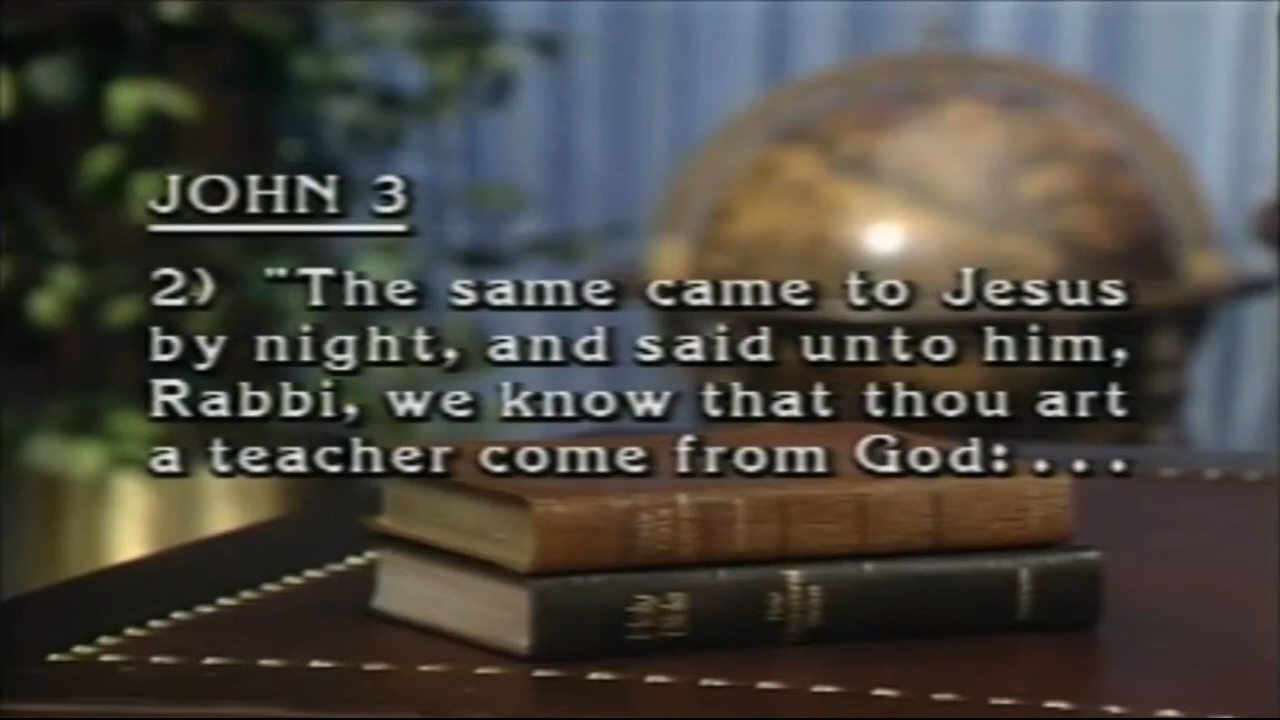 JOHN 3
2) "The same came to Jesus
by night, and said unto him,
Rabbi, we know that thou art
a teacher come from God: . . .